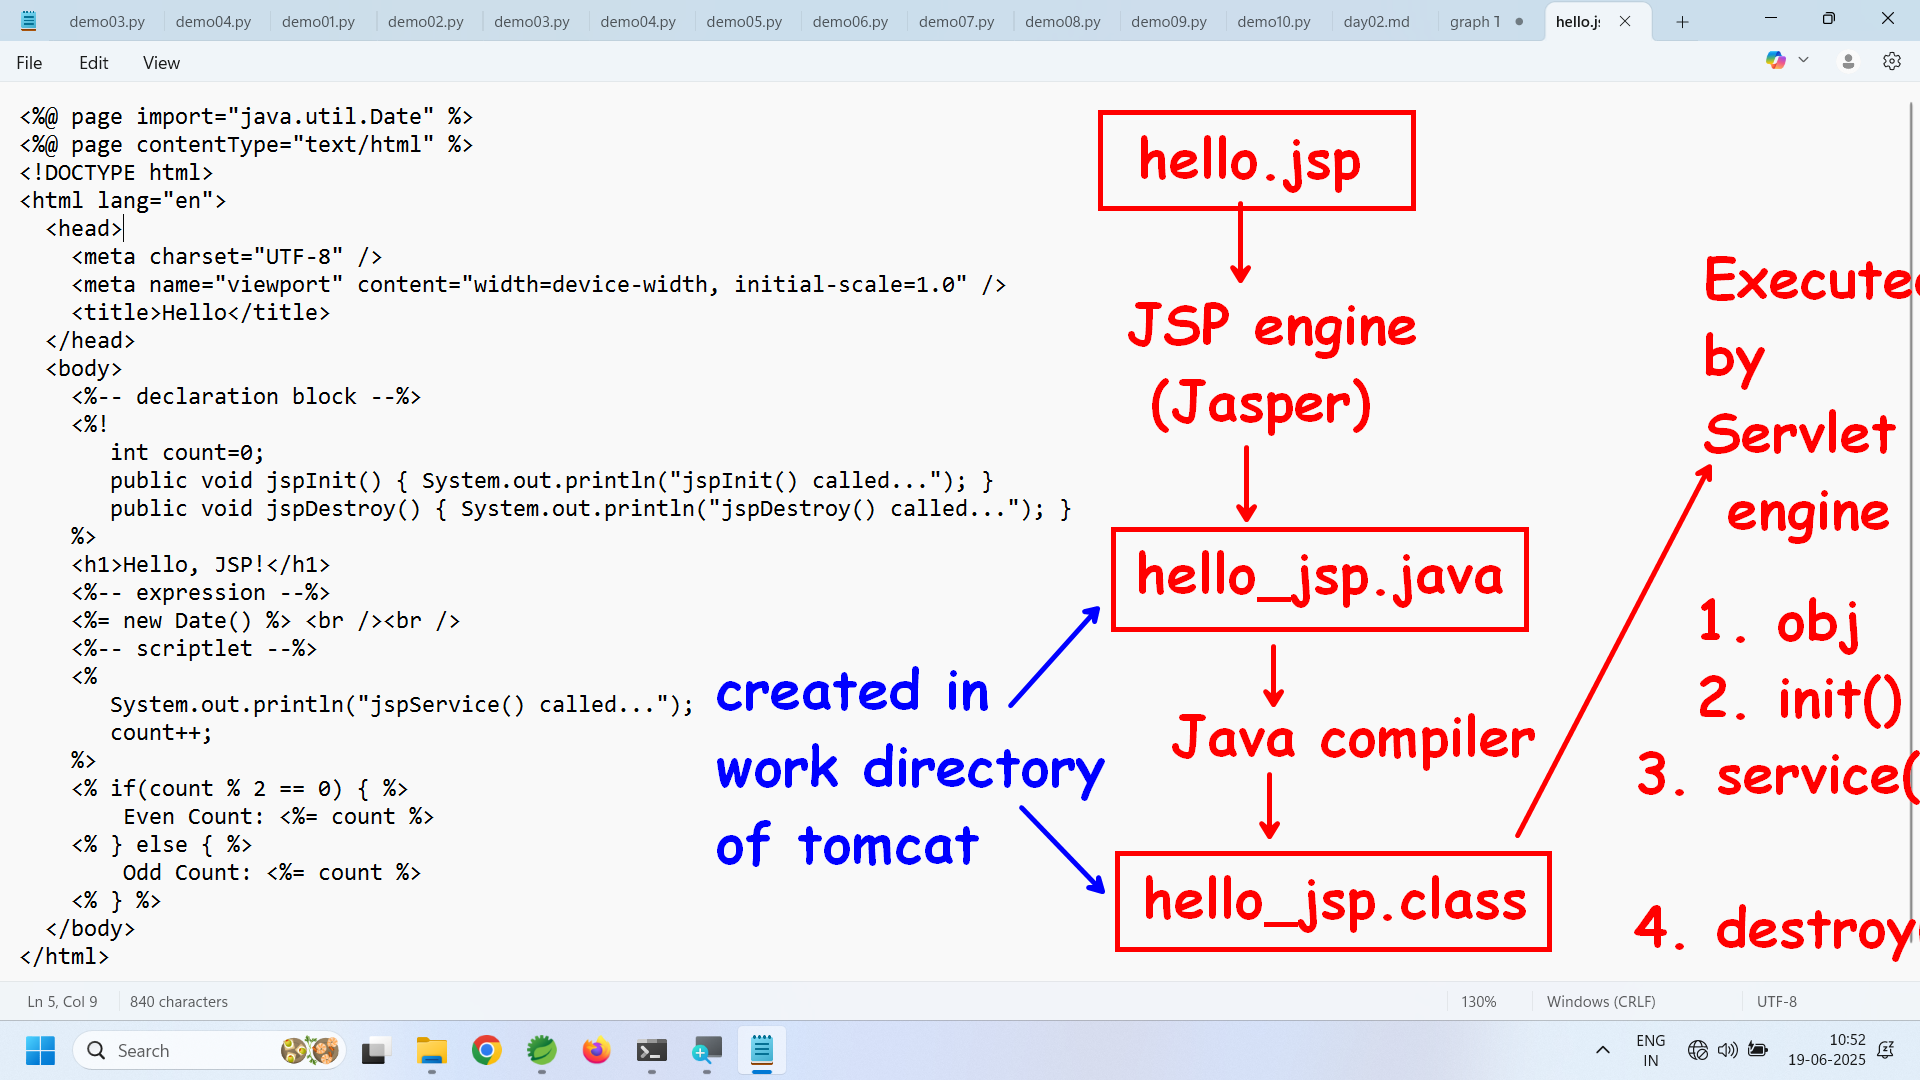 demo03.py demo04.py demo01.py demo02.py demo03.py demo04.py demo05.py demo06.py demo07.py demo08.py demo09.py demo10.py day02.md graph hello.j
File Edit View
<%@ page import="java.util.Date" %>
<%@ page contentType="text/html" %>
<!DOCTYPE html>
<html lang="en">
<head>
<meta charset="UTF-8" />
<meta name="viewport" content="width=device-width, initial-scale=1.0" />
<title>Hello</title>
</head>
<body>
<%-- declaration block --%>
<%!
int count=0;
public void jspInit() { System.out.println("jspInit() called..."); }
public void jspDestroy() { System.out.println("jspDestroy() called..."); }
%>
<h1>Hello, JSP!</h1>
<%-- expression --%>
<%= new Date() %> <br /><br />
<%-- scriptlet --%>
<%
System.out.println("jspService() called...");
count++;
%>
<% if(count % 2 == 0) { %>
Even Count: <%= count %>
<% } else { %>
Odd Count: <%= count %>
<% } %>
</body>
</html>
hello.jsp
JSP engine
(Jasper)
hello_jsp.java
Java compiler
hello_jsp.class
created in
work directory
of tomcat
Execute
by
Servlet
engine
1. obj
2. init()
3. service(
4. destroy
Ln 5, Col 9 840 characters 130% Windows (CRLF) UTF-8
Search
ENG
IN
10:52
19-06-2025